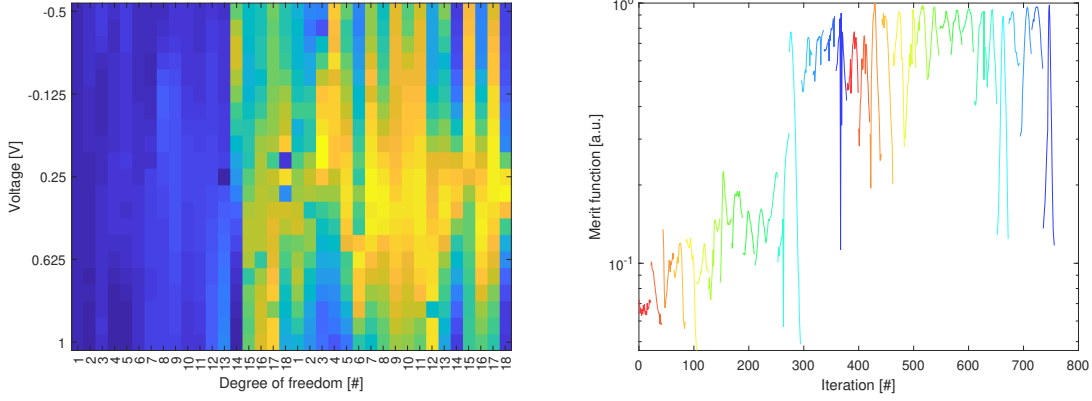 -0.5
-0.125
0.25
0.625
1
Voltage [V]
1 2 3 4 5 6 7 8 9 10 11 12 13 14 15 16 17 18 1 2 3 4 5 6 7 8 9 10 11 12 13 14 15 16 17 18
Degree of freedom [#]
10^0
10^-1
Merit function [a.u.]
0 100 200 300 400 500 600 700 800
Iteration [#]